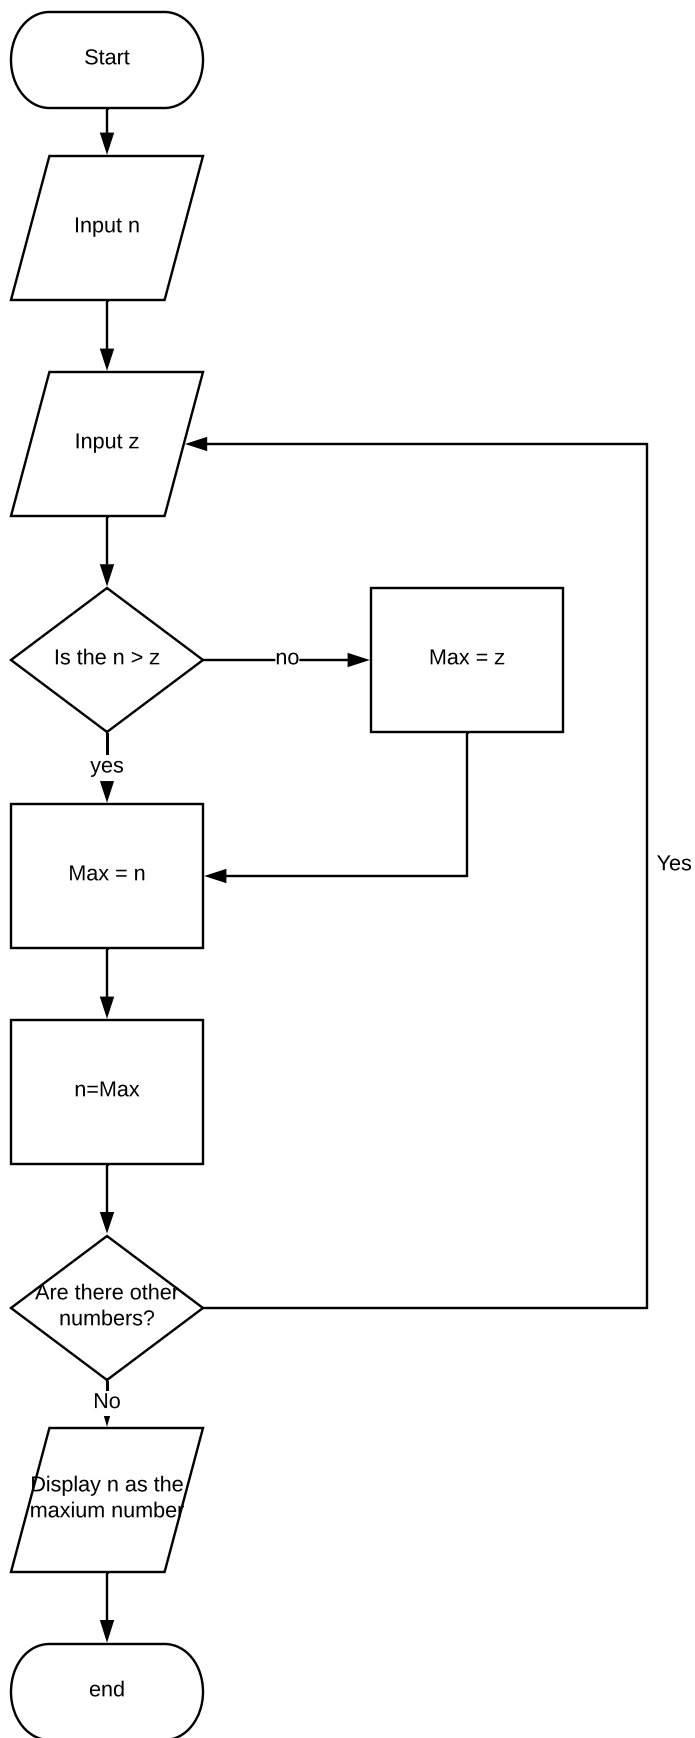 Start
Input n
Input z
Is the n > z
no
Max = z
yes
Max = n
Yes
n=Max
Are there other
numbers?
No
Display n as the
maxium number
end